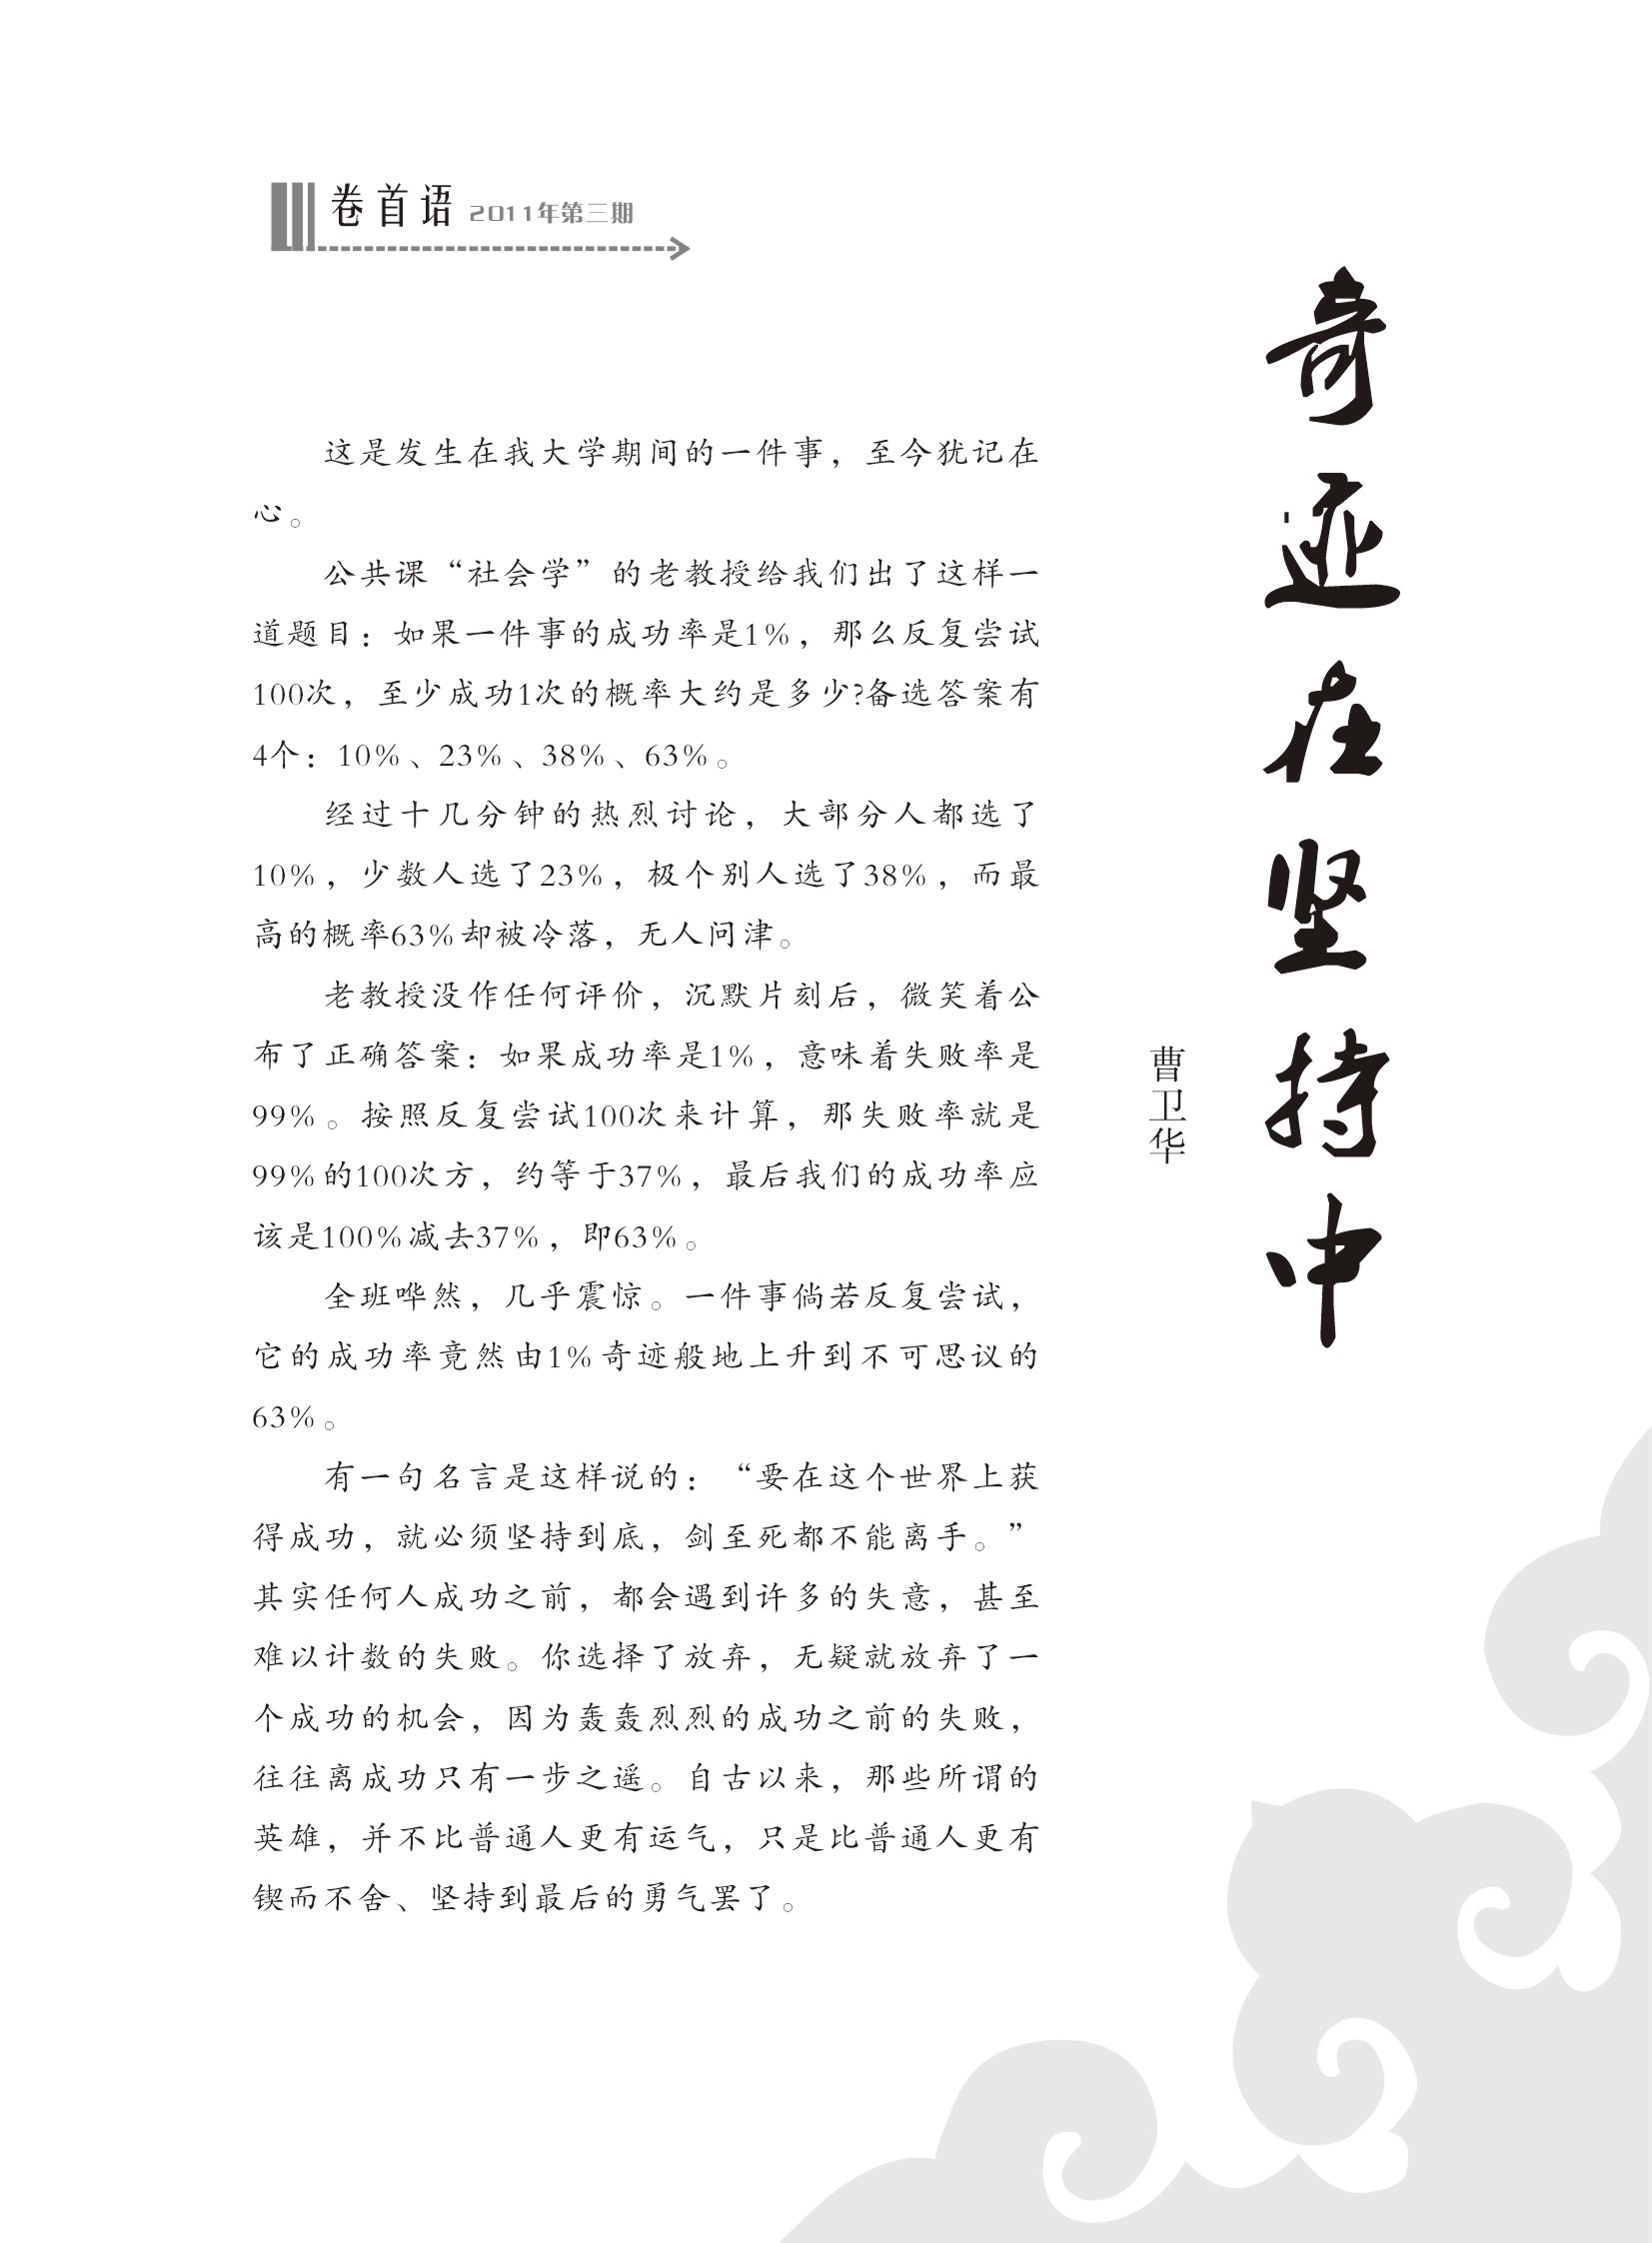 卷首语 2011年第三期
奇迹在坚持中
曹卫华
这是发生在我大学期间的一件事，至今犹记在
心。
公共课“社会学”的老教授给我们出了这样一
道题目：如果一件事的成功率是1%，那么反复尝试
100次，至少成功1次的概率大约是多少?备选答案有
4个：10%、23%、38%、63%。
经过十几分钟的热烈讨论，大部分人都选了
10%，少数人选了23%，极个别人选了38%，而最
高的概率63%却被冷落，无人问津。
老教授没作任何评价，沉默片刻后，微笑着公
布了正确答案：如果成功率是1%，意味着失败率是
99%。按照反复尝试100次来计算，那失败率就是
99%的100次方，约等于37%，最后我们的成功率应
该是100%减去37%，即63%。
全班哗然，几乎震惊。一件事倘若反复尝试，
它的成功率竟然由1%奇迹般地上升到不可思议的
63%。
有一句名言是这样说的：“要在这个世界上获
得成功，就必须坚持到底，剑至死都不能离手。”
其实任何人成功之前，都会遇到许多的失意，甚至
难以计数的失败。你选择了放弃，无疑就放弃了一
个成功的机会，因为轰轰烈烈的成功之前的失败，
往往离成功只有一步之遥。自古以来，那些所谓的
英雄，并不比普通人更有运气，只是比普通人更有
锲而不舍、坚持到最后的勇气罢了。